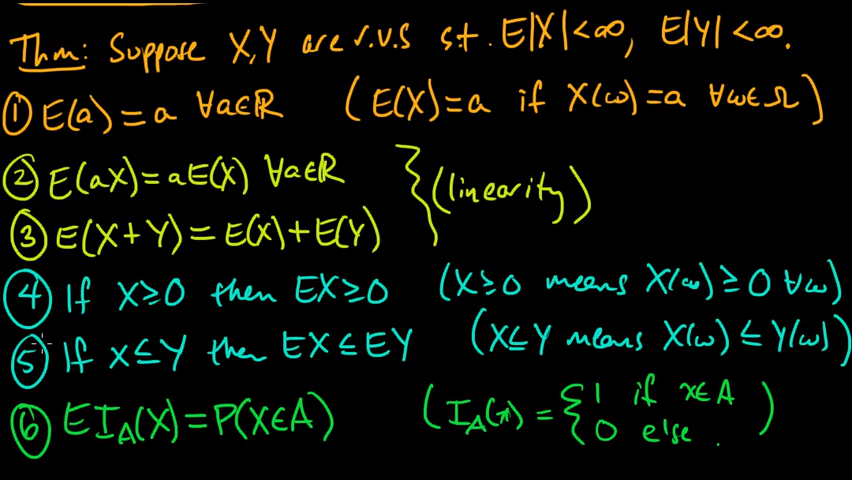 Thm: Suppose X,Y are r.v.s s.t. E|X|<∞, E|Y|<∞.
① E(a)=a ∀a∈ℝ (E(X)=a if X(ω)=a ∀ω∈Ω)
② E(aX)=aE(X) ∀a∈ℝ
(linearity)
③ E(X+Y)=E(X)+E(Y)
④ If X≥0 then EX≥0 (X≥0 means X(ω)≥0 ∀ω)
⑤ If X≤Y then EX≤EY (X≤Y means X(ω)≤Y(ω))
⑥ EI_A(X)=P(X∈A) (I_A(x)={1 if x∈A
0 else.)